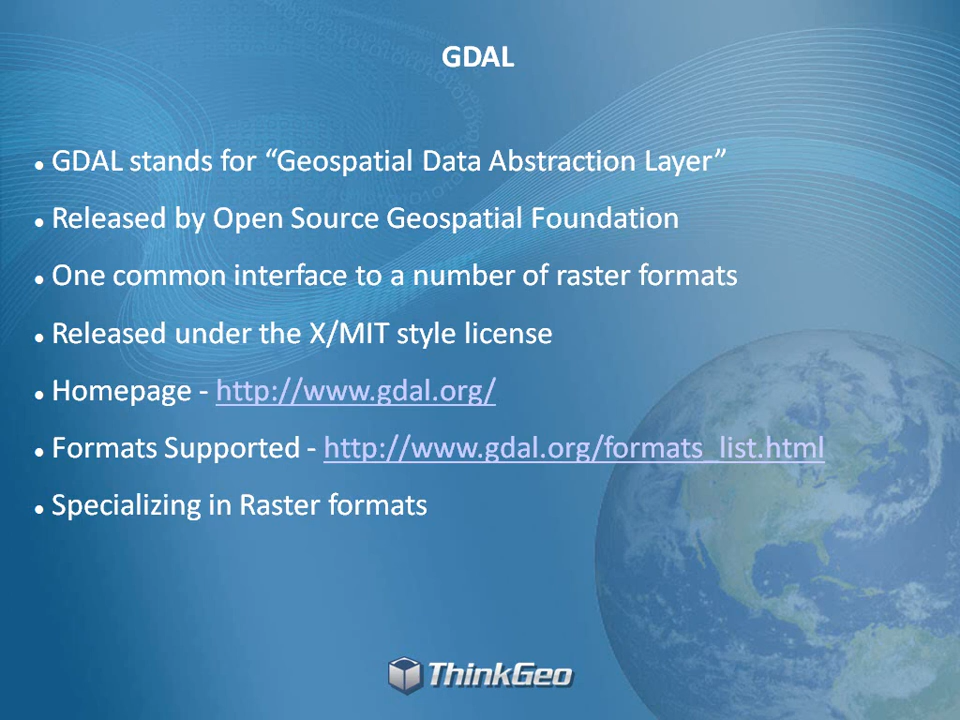 GDAL
• GDAL stands for “Geospatial Data Abstraction Layer”
• Released by Open Source Geospatial Foundation
• One common interface to a number of raster formats
• Released under the X/MIT style license
• Homepage - http://www.gdal.org/
• Formats Supported - http://www.gdal.org/formats_list.html
• Specializing in Raster formats
ThinkGeo